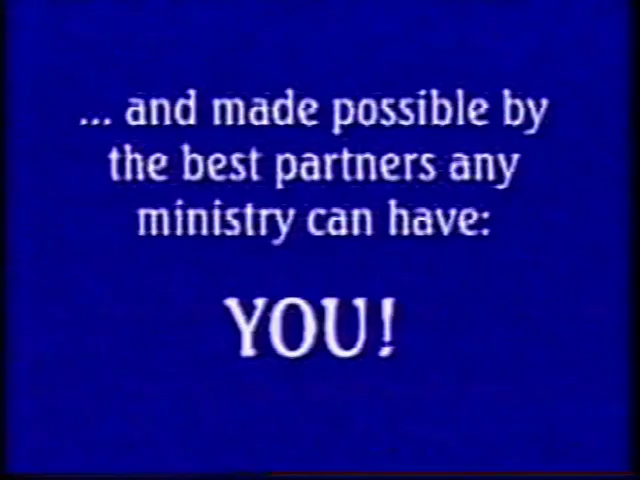 ... and made possible by
the best partners any
ministry can have:
YOU!